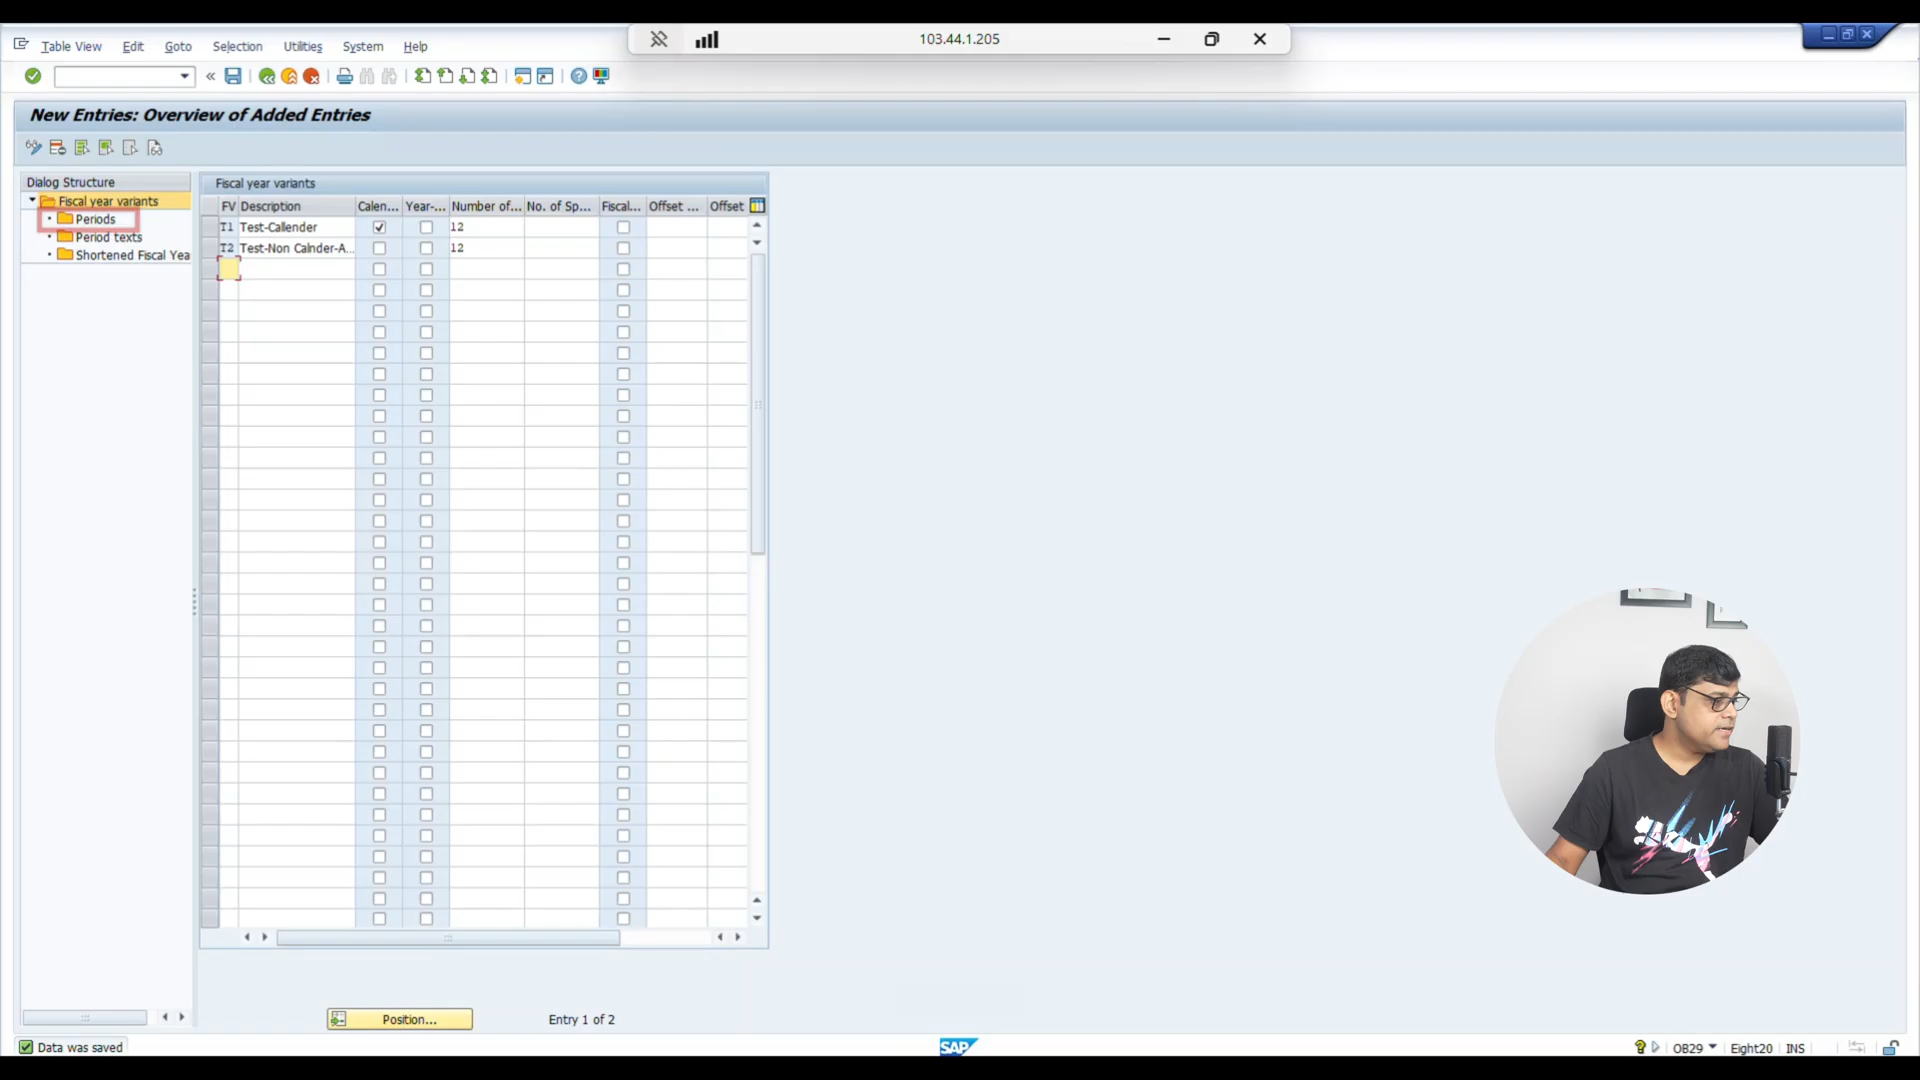 103.44.1.205
Table View Edit Goto Selection Utilities System Help
New Entries: Overview of Added Entries
Dialog Structure
Fiscal year variants
Periods
Period texts
Shortened Fiscal Yea
Fiscal year variants
FV Description Calen... Year-... Number of... No. of Sp... Fiscal... Offset ... Offset
T1 Test-Callender 12
T2 Test-Non Calnder-A... 12
Position... Entry 1 of 2
Data was saved
SAP
OB29 Eight20 INS